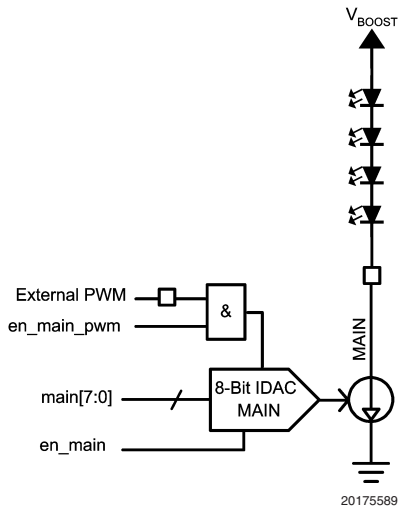 VBOOST
External PWM
&
en_main_pwm
MAIN
main[7:0]
8-Bit IDAC
MAIN
en_main
20175589